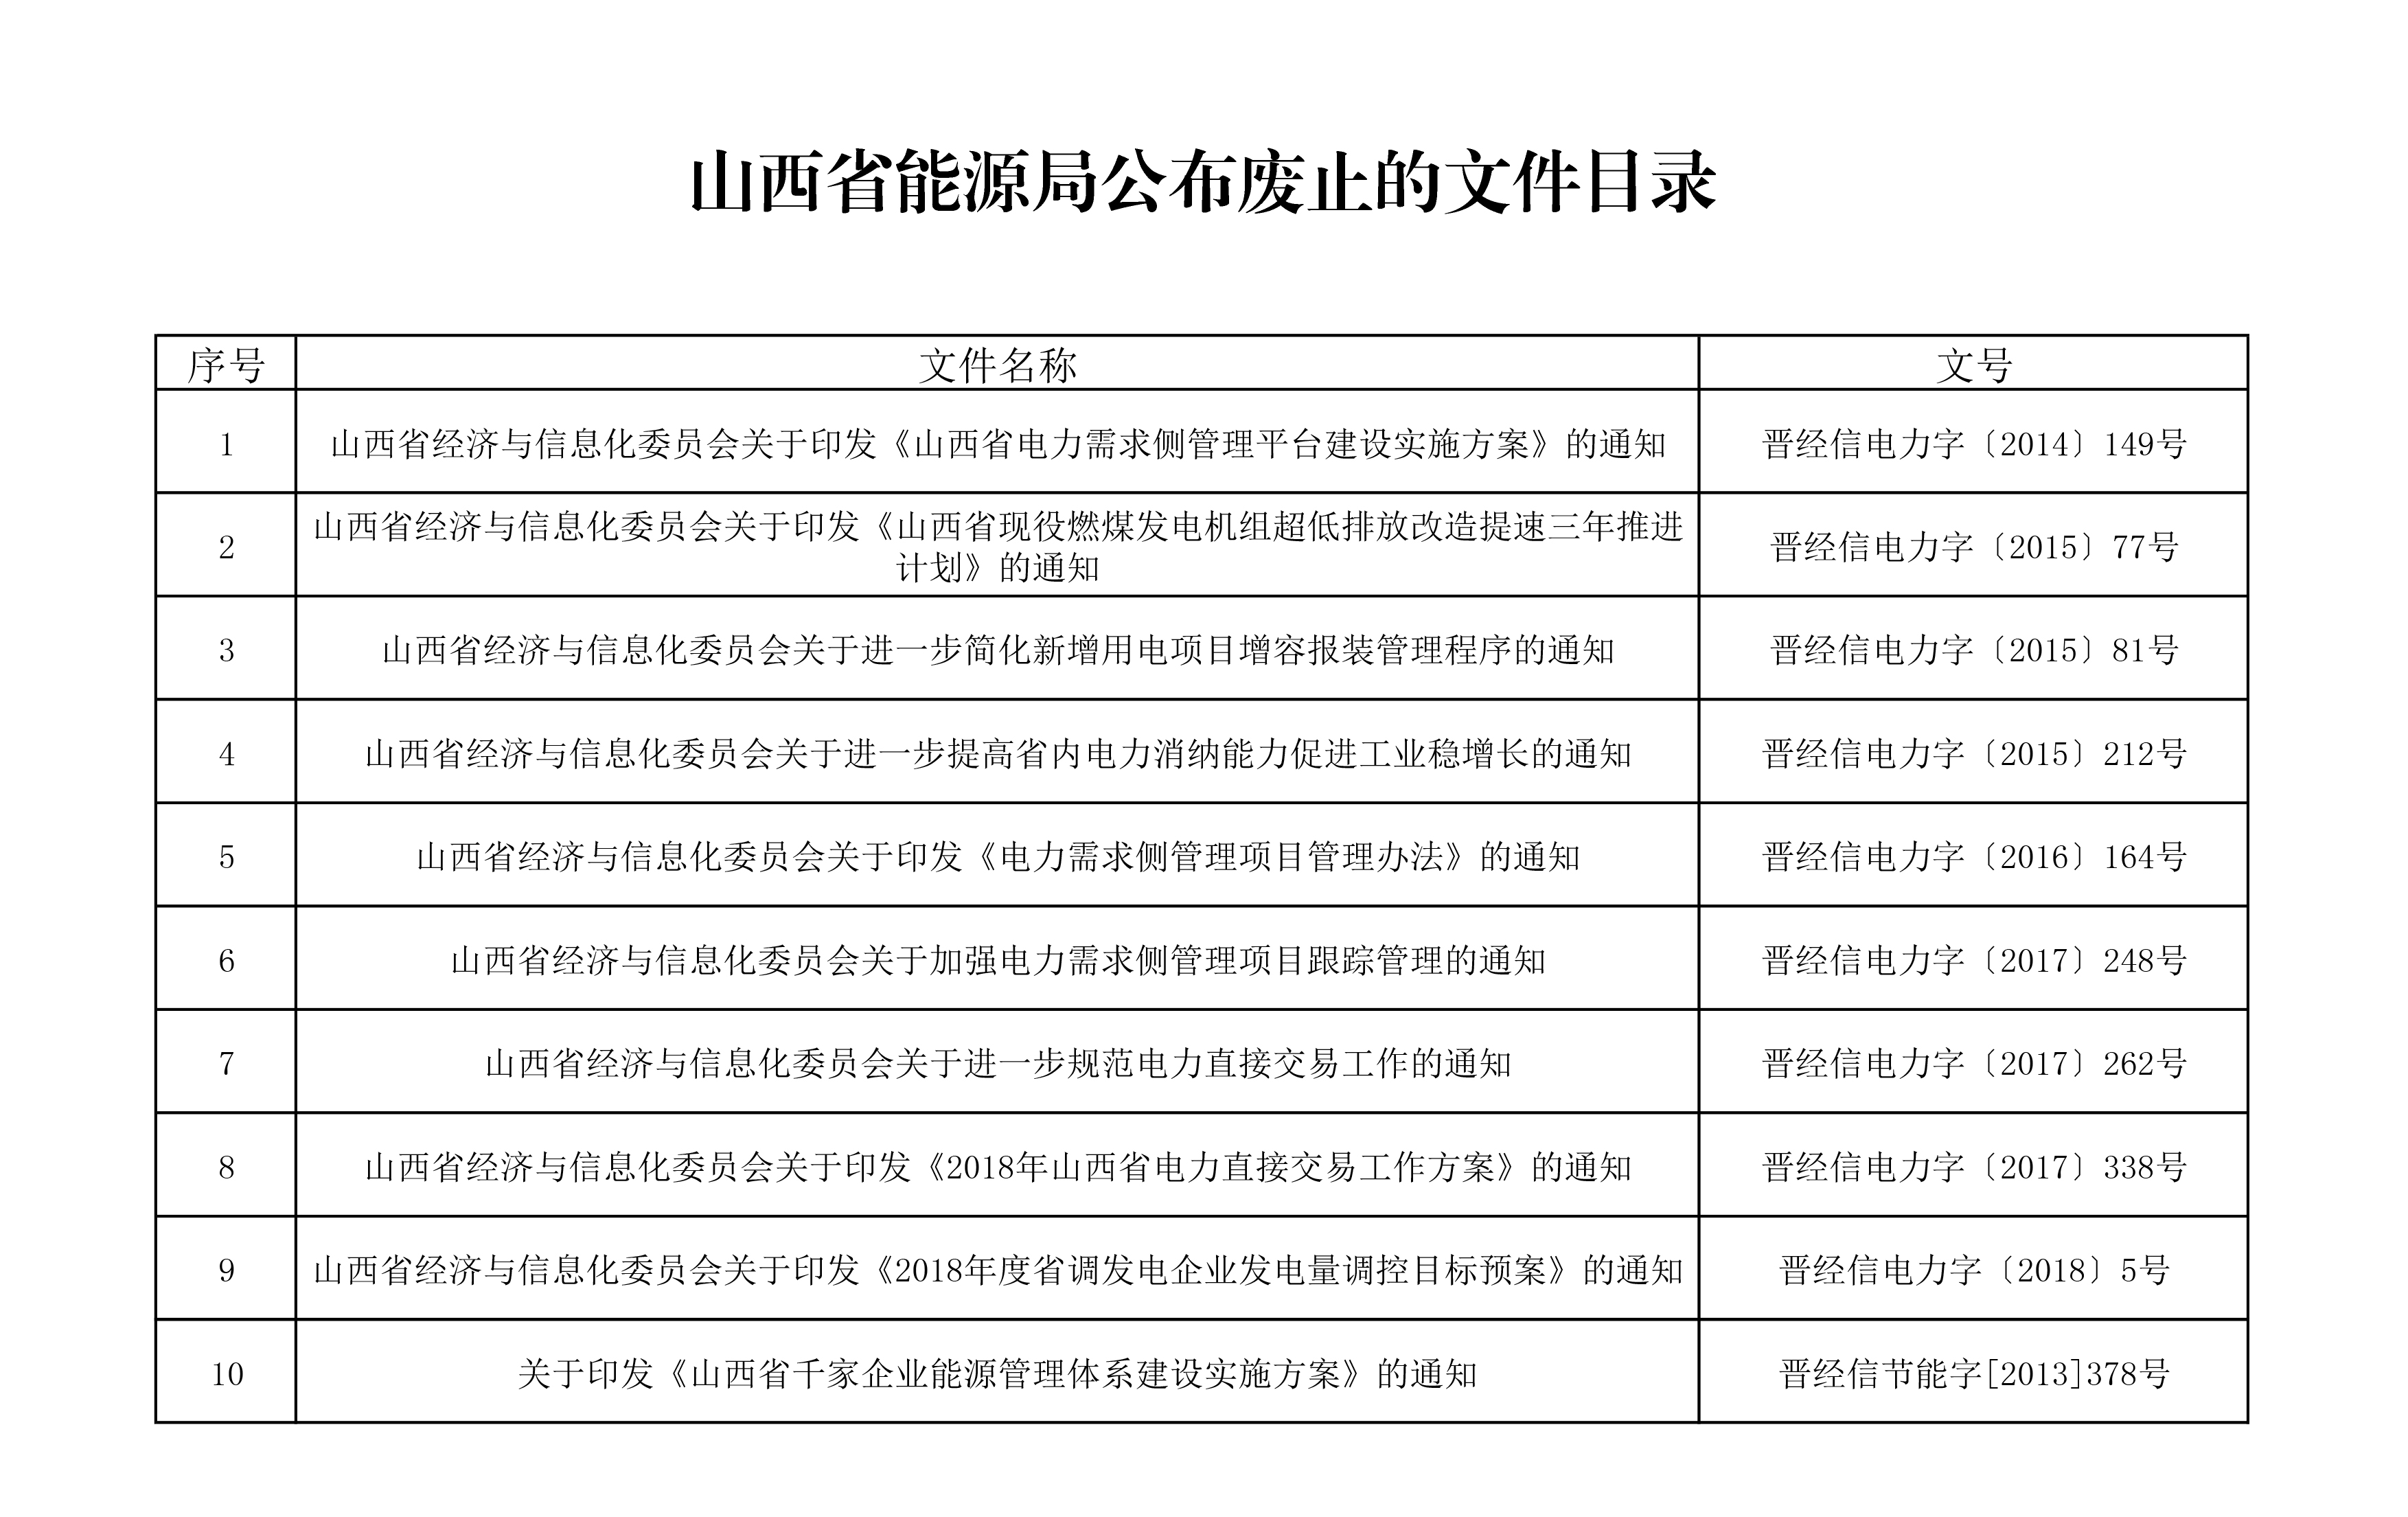 山西省能源局公布废止的文件目录
序号 文件名称 文号
1 山西省经济与信息化委员会关于印发《山西省电力需求侧管理平台建设实施方案》的通知 晋经信电力字〔2014〕149号
2 山西省经济与信息化委员会关于印发《山西省现役燃煤发电机组超低排放改造提速三年推进
计划》的通知 晋经信电力字〔2015〕77号
3 山西省经济与信息化委员会关于进一步简化新增用电项目增容报装管理程序的通知 晋经信电力字〔2015〕81号
4 山西省经济与信息化委员会关于进一步提高省内电力消纳能力促进工业稳增长的通知 晋经信电力字〔2015〕212号
5 山西省经济与信息化委员会关于印发《电力需求侧管理项目管理办法》的通知 晋经信电力字〔2016〕164号
6 山西省经济与信息化委员会关于加强电力需求侧管理项目跟踪管理的通知 晋经信电力字〔2017〕248号
7 山西省经济与信息化委员会关于进一步规范电力直接交易工作的通知 晋经信电力字〔2017〕262号
8 山西省经济与信息化委员会关于印发《2018年山西省电力直接交易工作方案》的通知 晋经信电力字〔2017〕338号
9 山西省经济与信息化委员会关于印发《2018年度省调发电企业发电量调控目标预案》的通知 晋经信电力字〔2018〕5号
10 关于印发《山西省千家企业能源管理体系建设实施方案》的通知 晋经信节能字[2013]378号